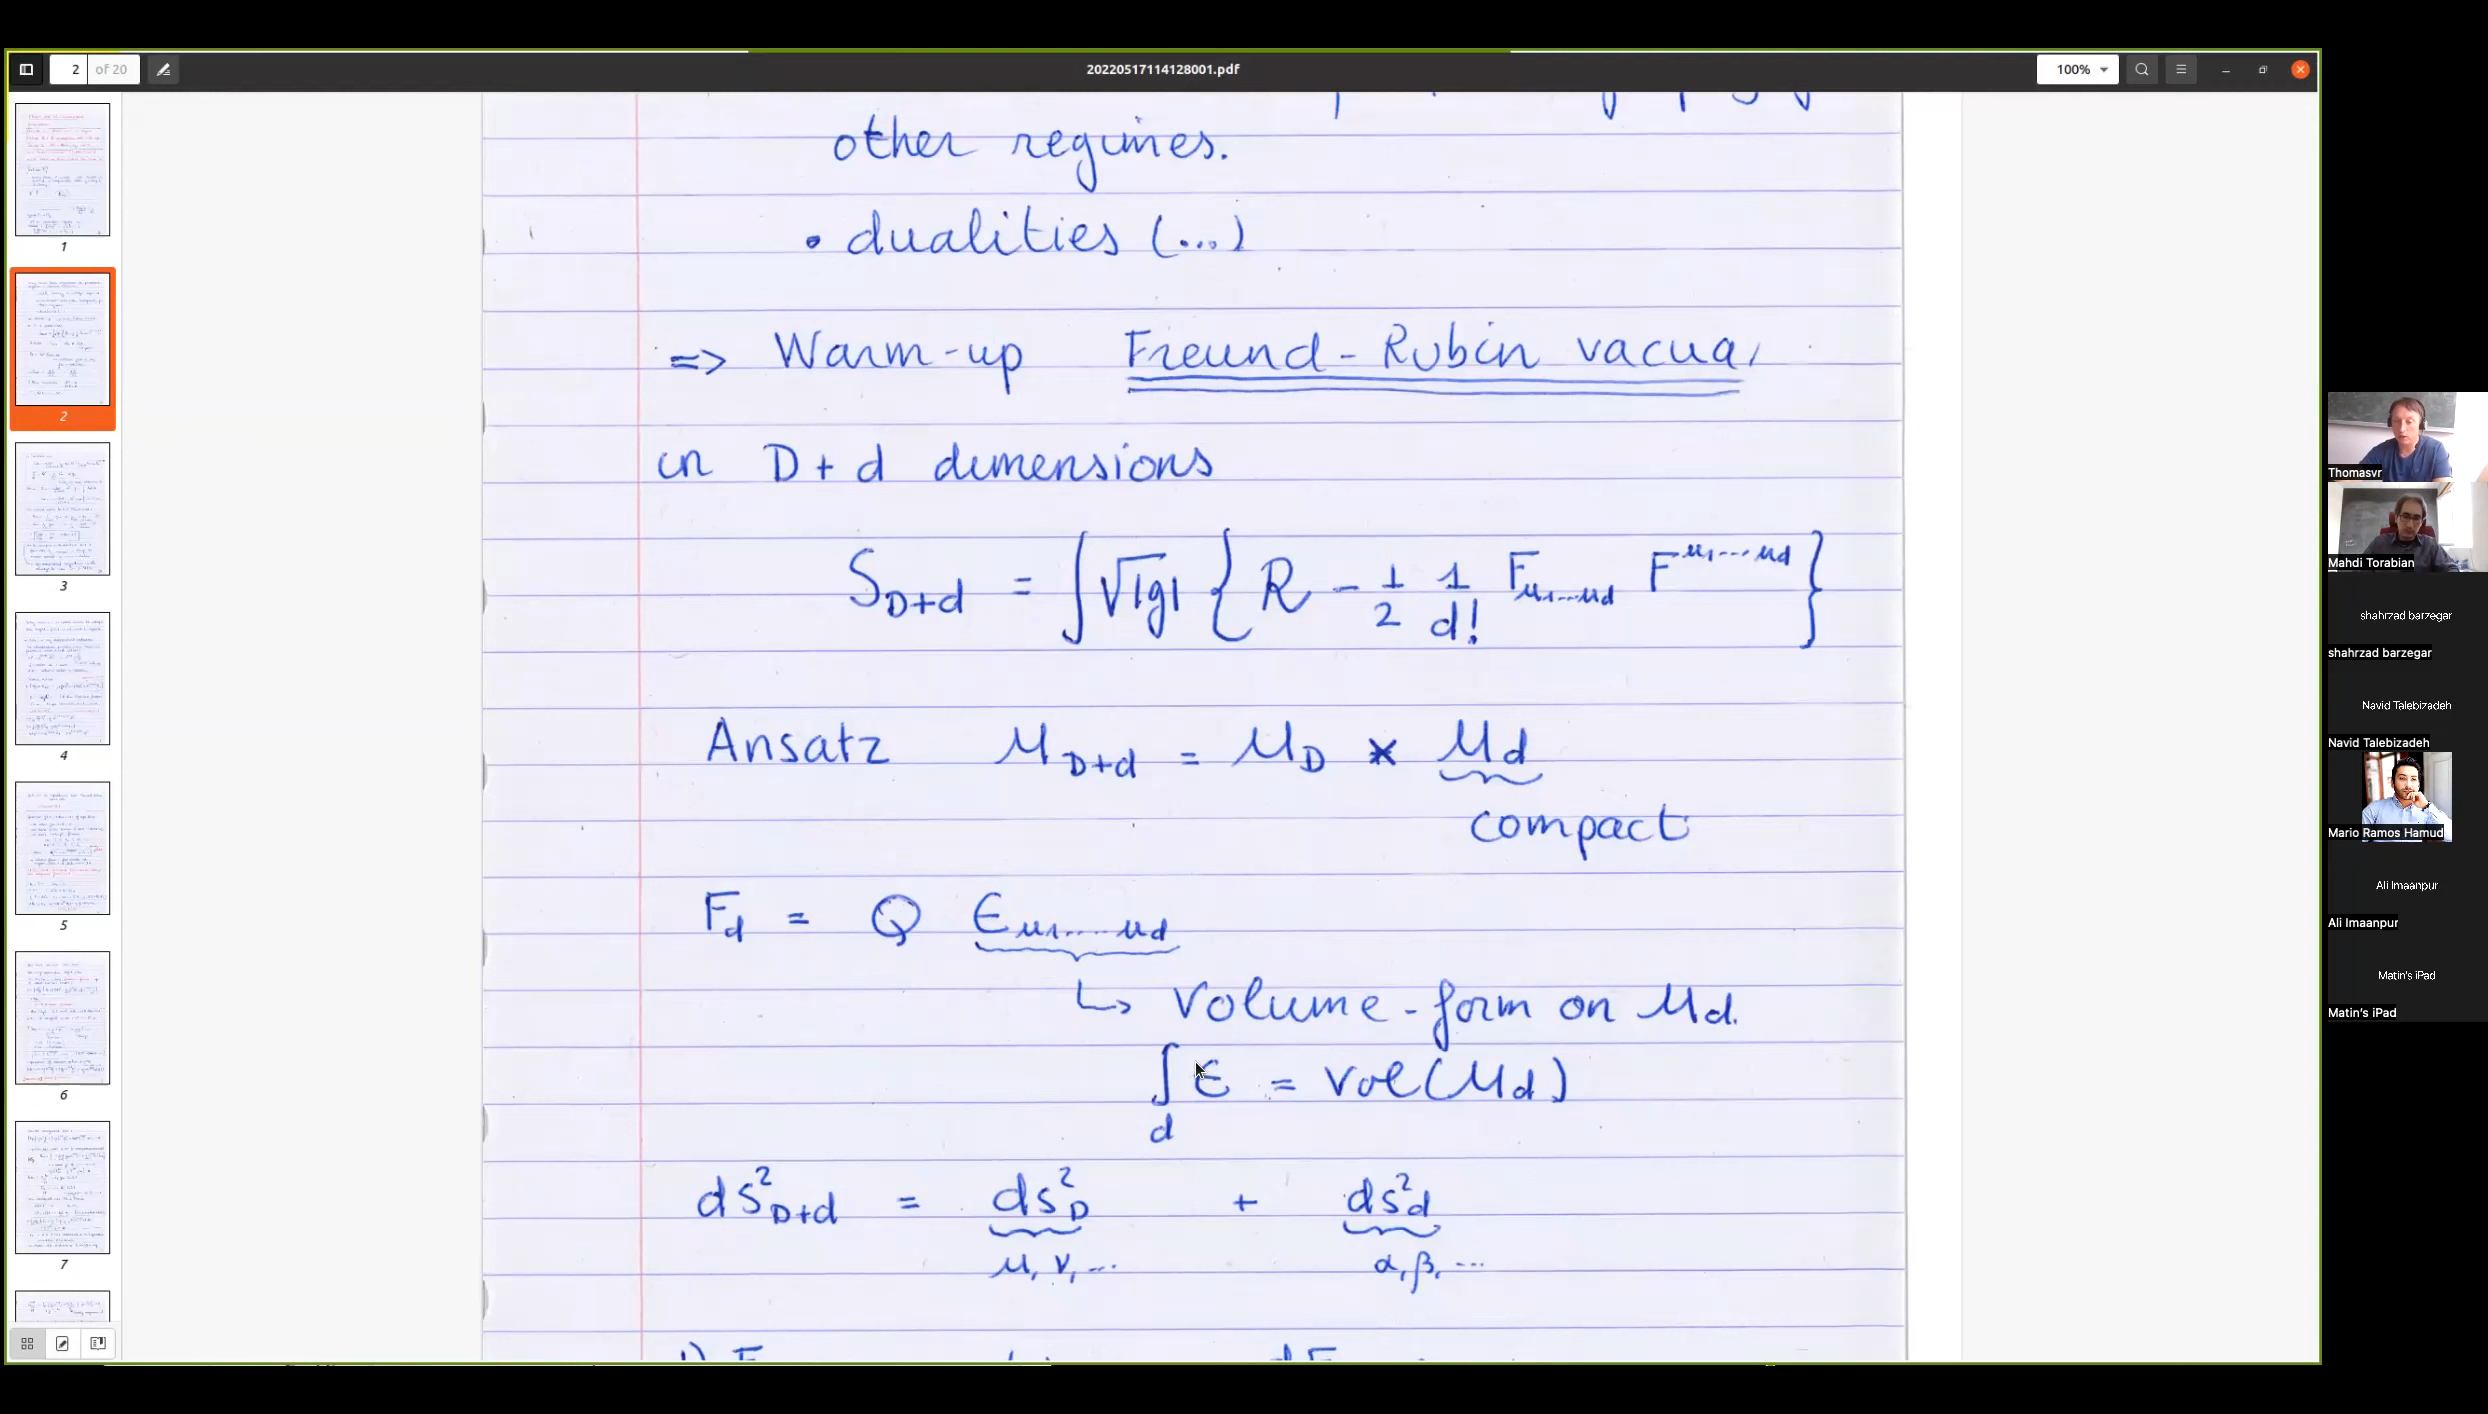 2 of 20
20220517114128001.pdf
100%
other regimes.
• dualities (...)
=> Warm-up Freund-Rubin vacua,
in D+d dimensions
S_{D+d} = ∫√|g| { R - 1/2 1/d! F_{μ1...μd} F^{μ1...μd} }
Ansatz M_{D+d} = M_D × M_d
compact
F_d = Q ϵ_{μ1....μd}
↳ Volume-form on M_d.
∫_d ϵ = Vol(M_d)
ds²_{D+d} = ds²_D + ds²_d
μ, ν, ... α, β, ...
1
2
3
4
5
6
7
Thomasvr
Mahdi Torabian
shahrzad barzegar
shahrzad barzegar
Navid Talebizadeh
Navid Talebizadeh
Mario Ramos Hamud
Ali Imaanpur
Ali Imaanpur
Matin's iPad
Matin's iPad